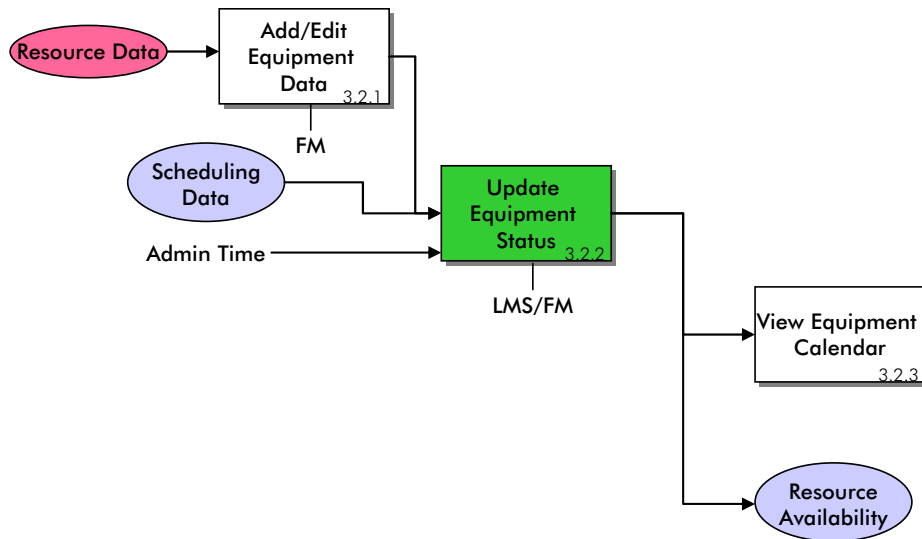 Resource Data
Add/Edit
Equipment
Data
3.2.1
FM
Scheduling
Data
Admin Time
Update
Equipment
Status
3.2.2
LMS/FM
View Equipment
Calendar
3.2.3
Resource
Availability